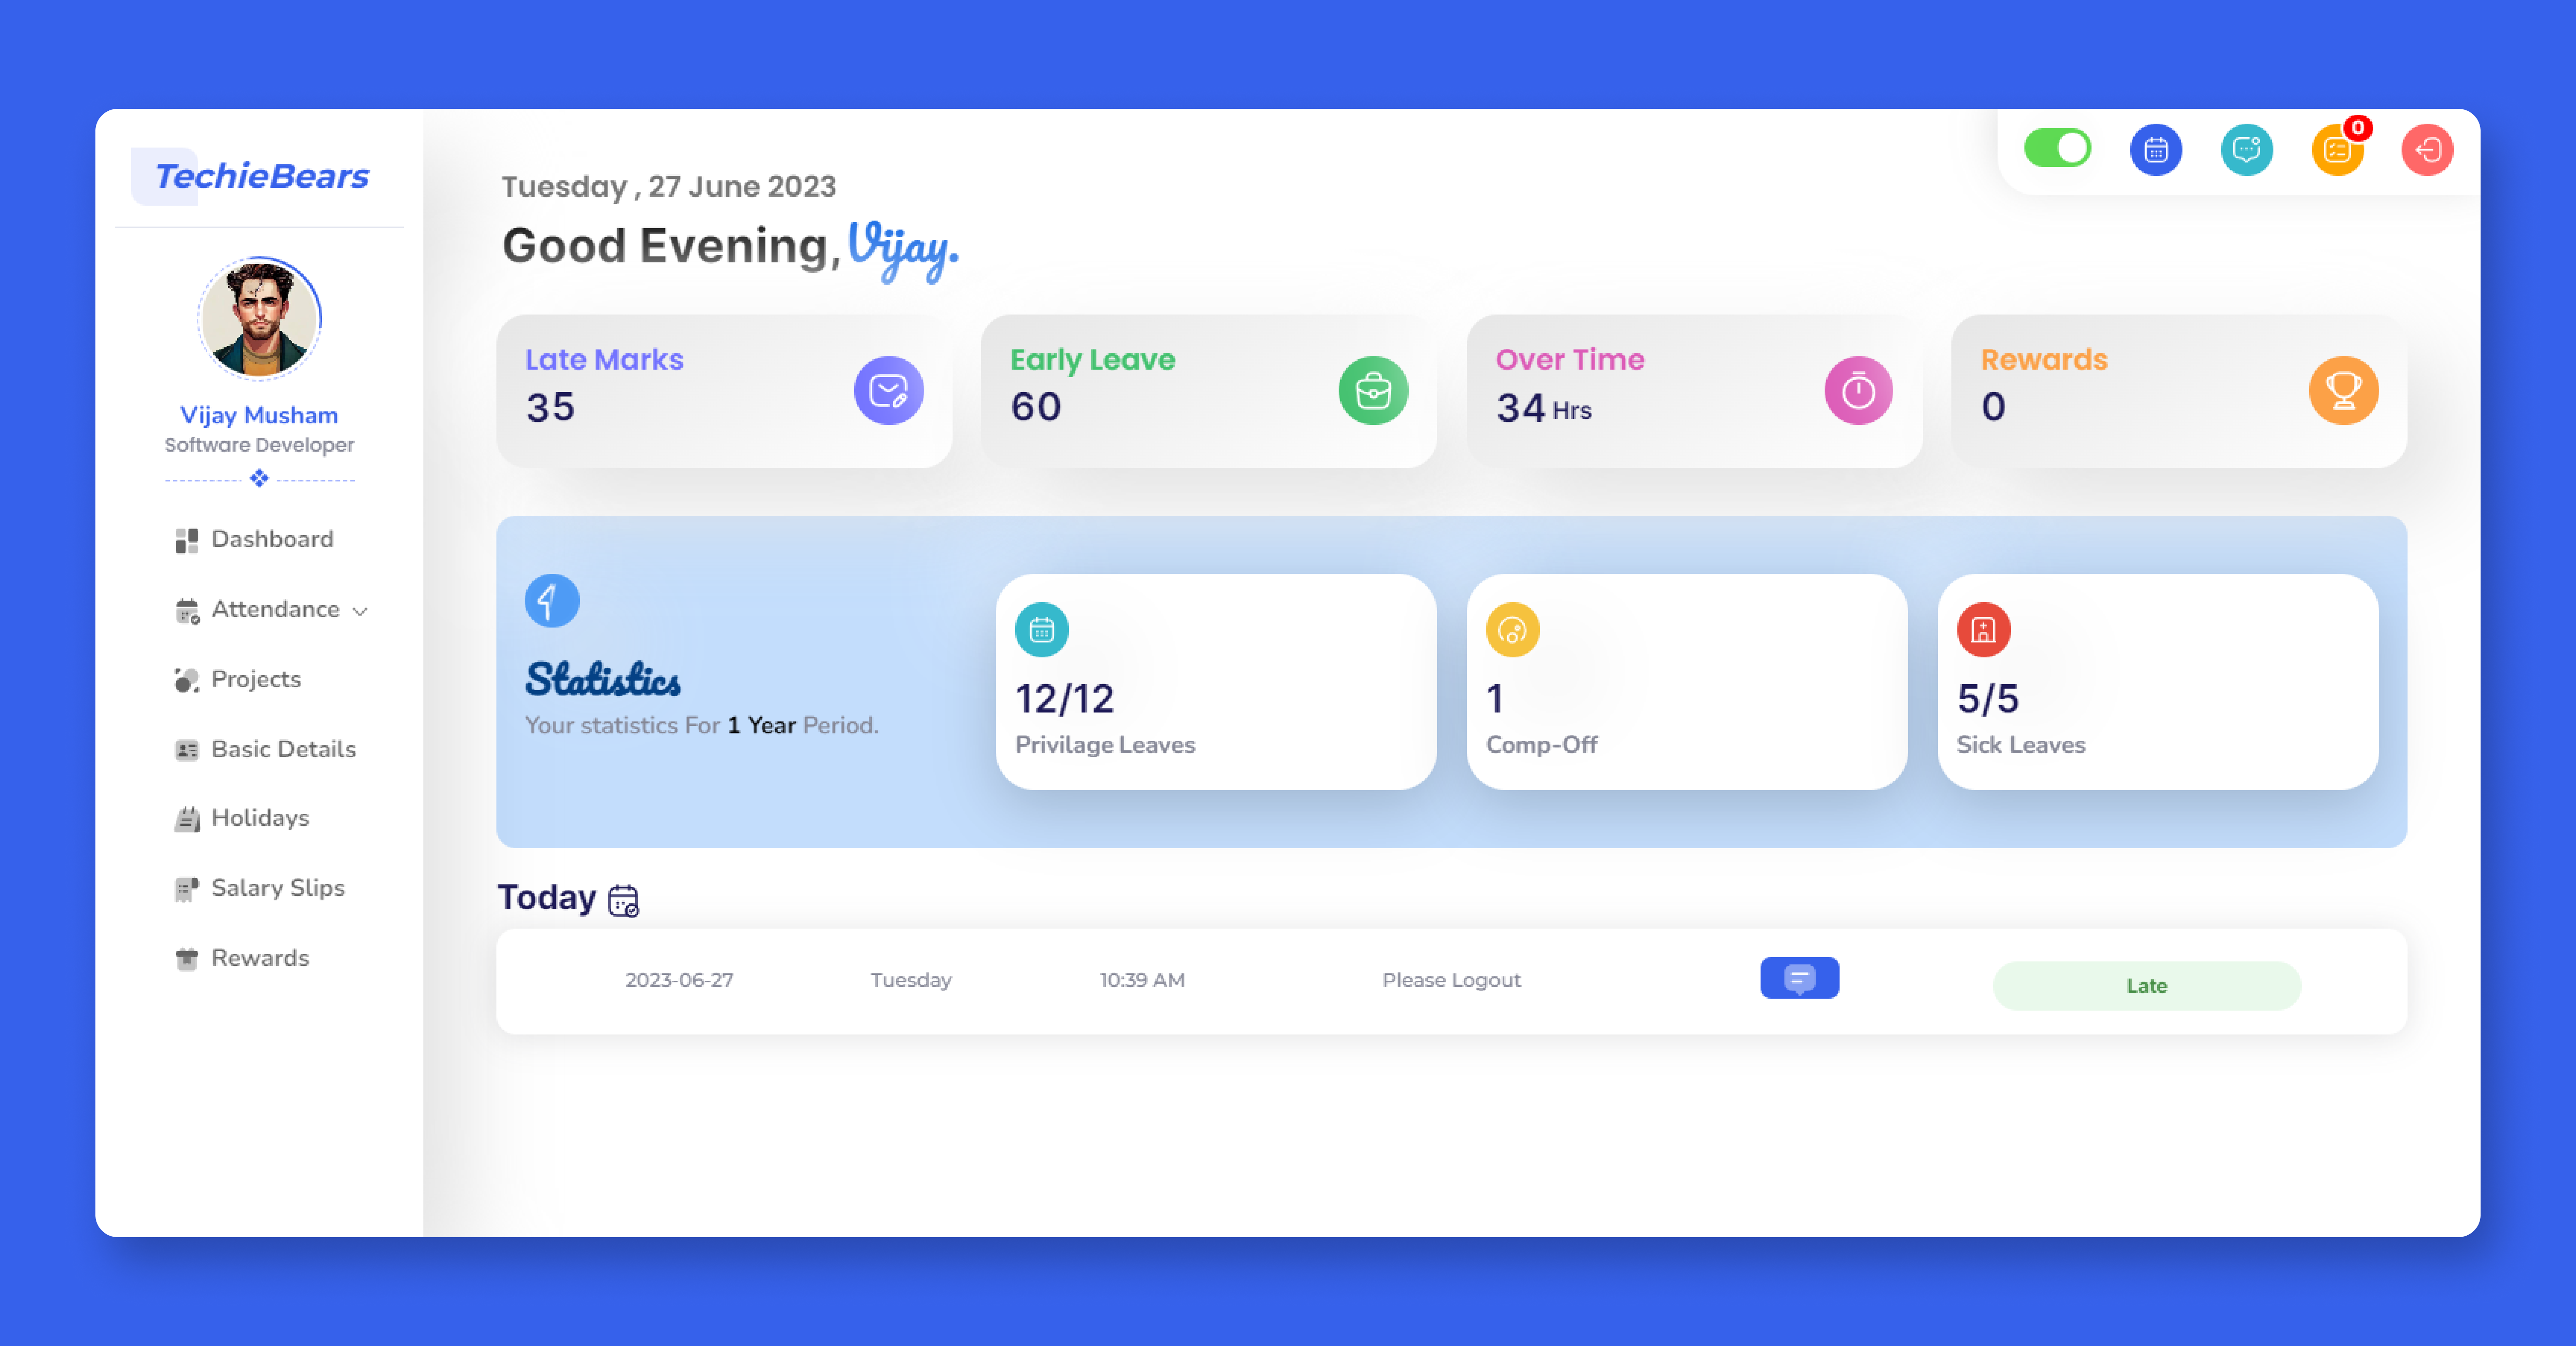 TechieBears
Vijay Musham
Software Developer
Dashboard
Attendance
Projects
Basic Details
Holidays
Salary Slips
Rewards
0
Tuesday , 27 June 2023
Good Evening, Vijay.
Late Marks
35
Early Leave
60
Over Time
34 Hrs
Rewards
0
Statistics
Your statistics For 1 Year Period.
12/12
Privilage Leaves
1
Comp-Off
5/5
Sick Leaves
Today
2023-06-27 Tuesday 10:39 AM Please Logout Late